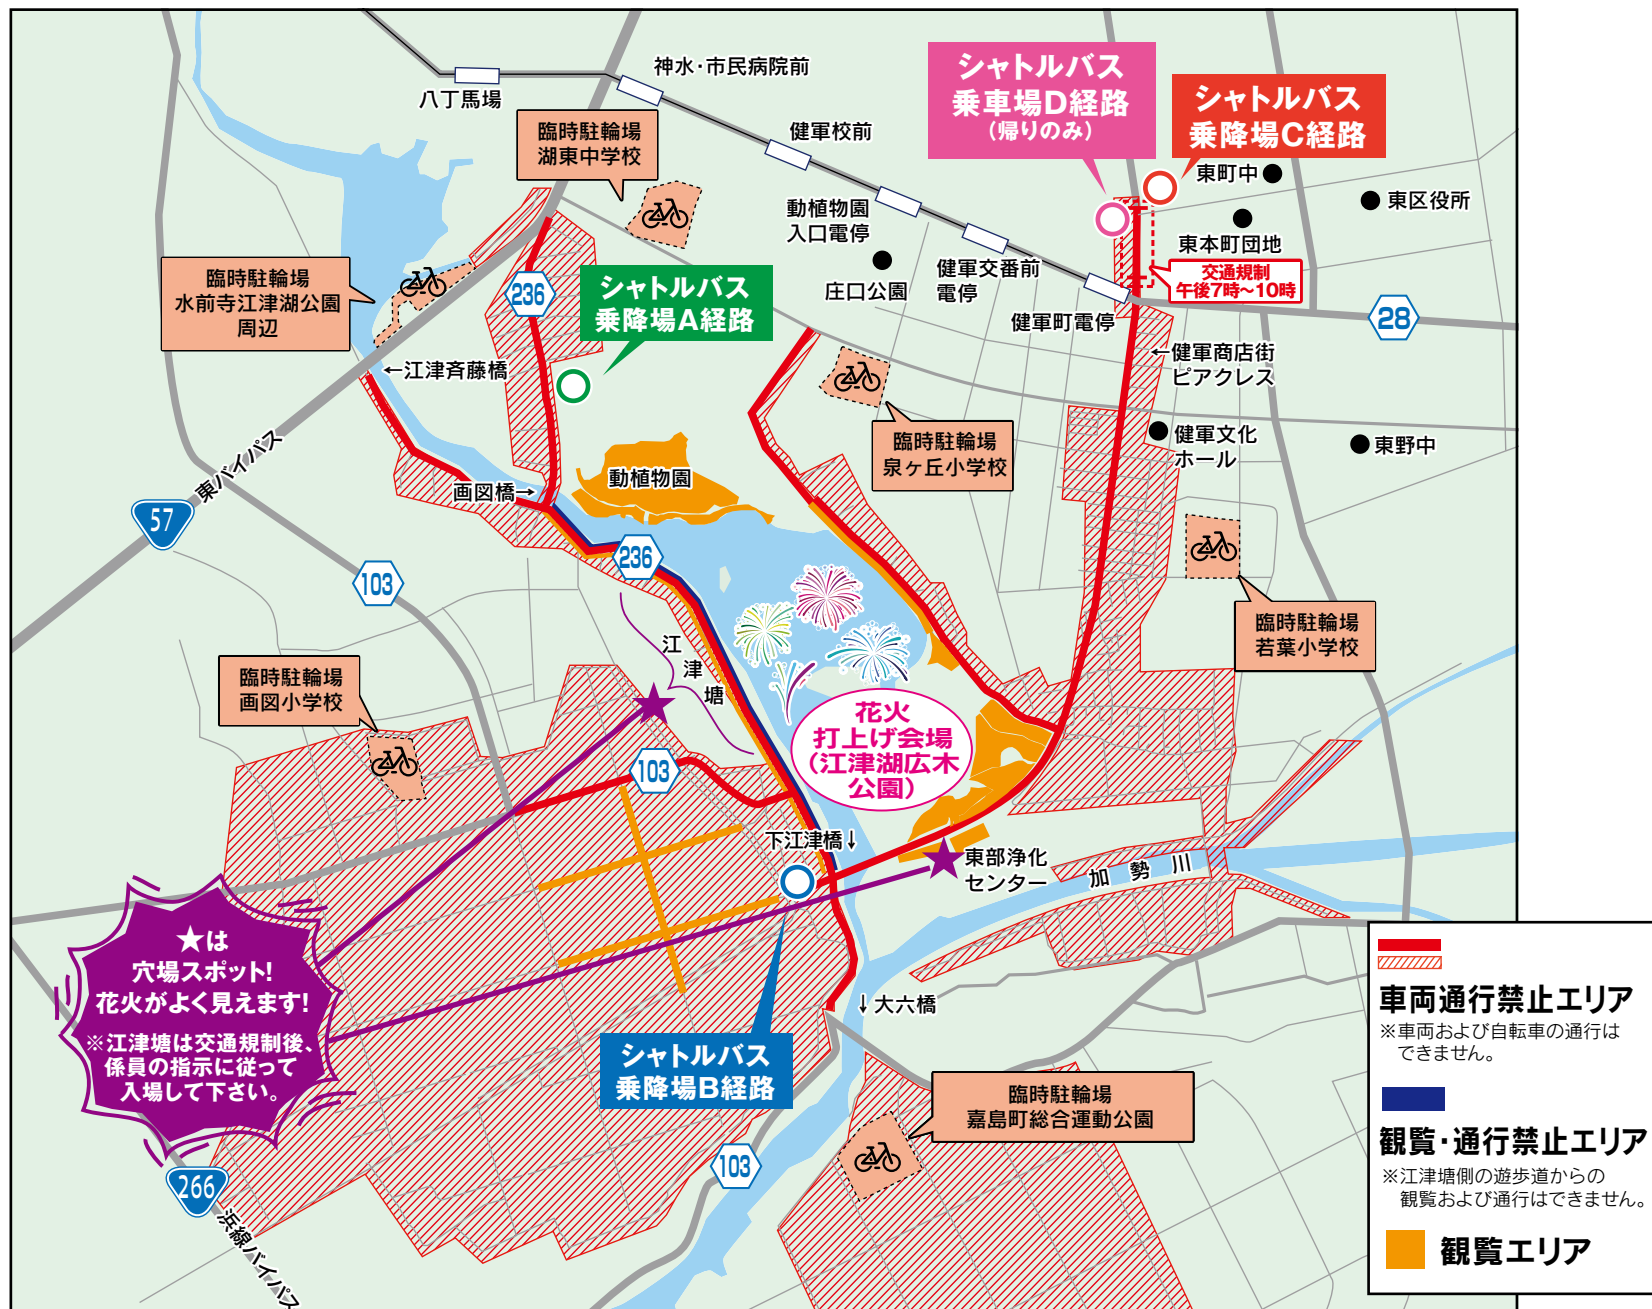 神水・市民病院前
八丁馬場
シャトルバス
乗車場D経路
(帰りのみ)
シャトルバス
乗降場C経路
臨時駐輪場
湖東中学校
健軍校前
東町中
東区役所
動植物園
入口電停
東本町団地
庄口公園
健軍交番前
電停
交通規制
午後7時〜10時
臨時駐輪場
水前寺江津湖公園
周辺
236
シャトルバス
乗降場A経路
健軍町電停
28
←江津斉藤橋
←健軍商店街
ピアクレス
臨時駐輪場
泉ヶ丘小学校
健軍文化
ホール
東野中
東バイパス
57
画図橋→
動植物園
236
103
臨時駐輪場
若葉小学校
江津塘
臨時駐輪場
画図小学校
花火
打上げ会場
(江津湖広木
公園)
103
下江津橋↓
東部浄化
センター
加勢川
★は
穴場スポット!
花火がよく見えます!
※江津塘は交通規制後、
係員の指示に従って
入場して下さい。
↓大六橋
シャトルバス
乗降場B経路
臨時駐輪場
嘉島町総合運動公園
103
266
浜線バイパス
車両通行禁止エリア
※車両および自転車の通行は
できません。
観覧・通行禁止エリア
※江津塘側の遊歩道からの
観覧および通行はできません。
観覧エリア